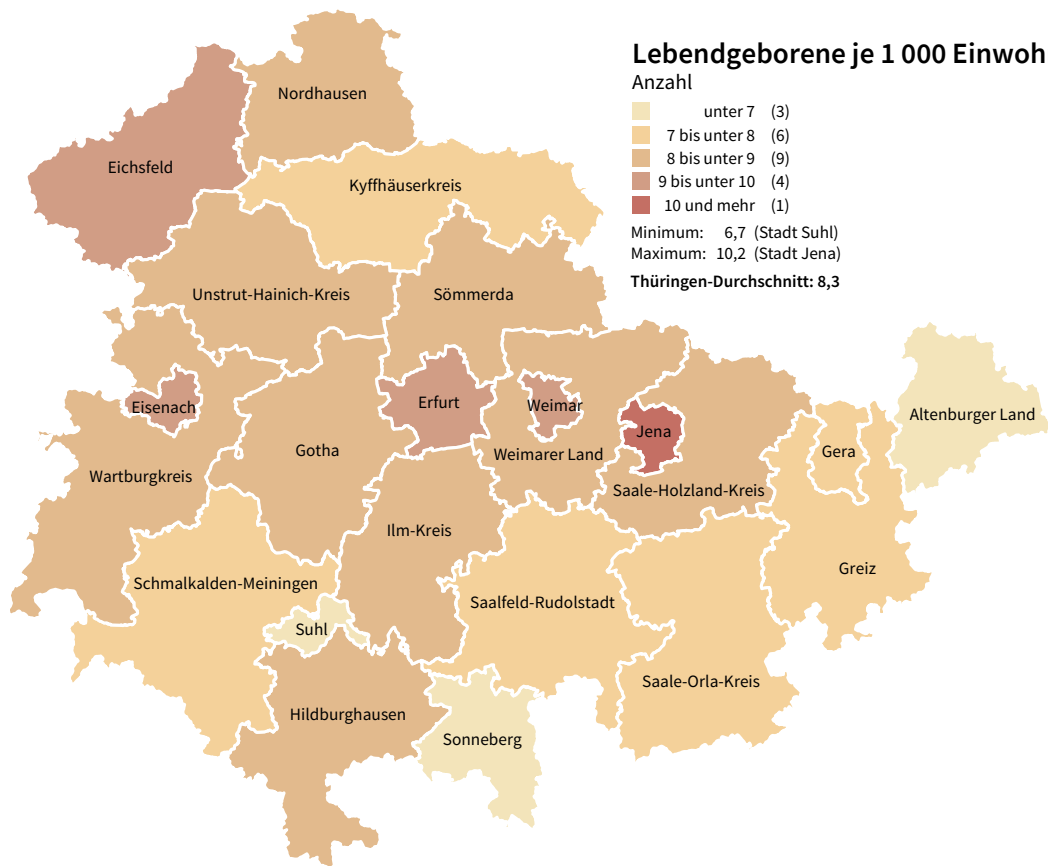 Lebendgeborene je 1 000 Einwoh
Anzahl
unter 7 (3)
7 bis unter 8 (6)
8 bis unter 9 (9)
9 bis unter 10 (4)
10 und mehr (1)
Minimum: 6,7 (Stadt Suhl)
Maximum: 10,2 (Stadt Jena)
Thüringen-Durchschnitt: 8,3
Nordhausen
Eichsfeld
Kyffhäuserkreis
Unstrut-Hainich-Kreis
Sömmerda
Eisenach
Erfurt
Weimar
Altenburger Land
Jena
Gotha
Weimarer Land
Gera
Wartburgkreis
Saale-Holzland-Kreis
Ilm-Kreis
Greiz
Schmalkalden-Meiningen
Saalfeld-Rudolstadt
Suhl
Saale-Orla-Kreis
Hildburghausen
Sonneberg